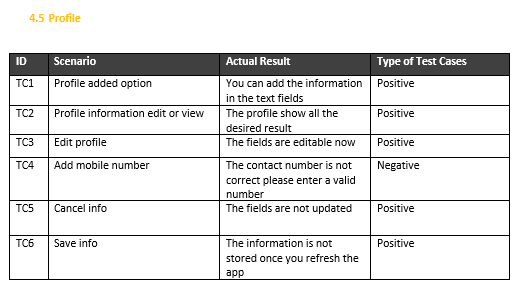 4.5 Profile
ID Scenario Actual Result Type of Test Cases
TC1 Profile added option You can add the information Positive
in the text fields
TC2 Profile information edit or view The profile show all the Positive
desired result
TC3 Edit profile The fields are editable now Positive
TC4 Add mobile number The contact number is not Negative
correct please enter a valid
number
TC5 Cancel info The fields are not updated Positive
TC6 Save info The information is not Positive
stored once you refresh the
app